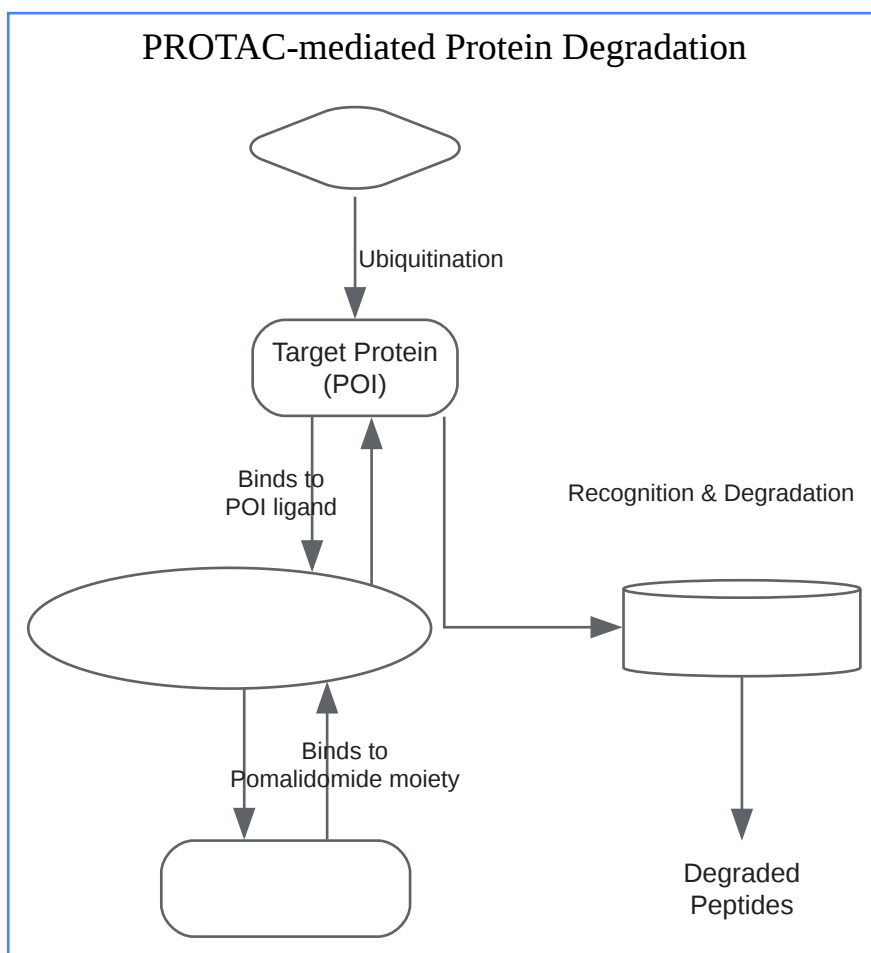 PROTAC-mediated Protein Degradation
Ubiquitination
Target Protein
(POI)
Binds to
POI ligand
Recognition & Degradation
Binds to
Pomalidomide moiety
Degraded
Peptides